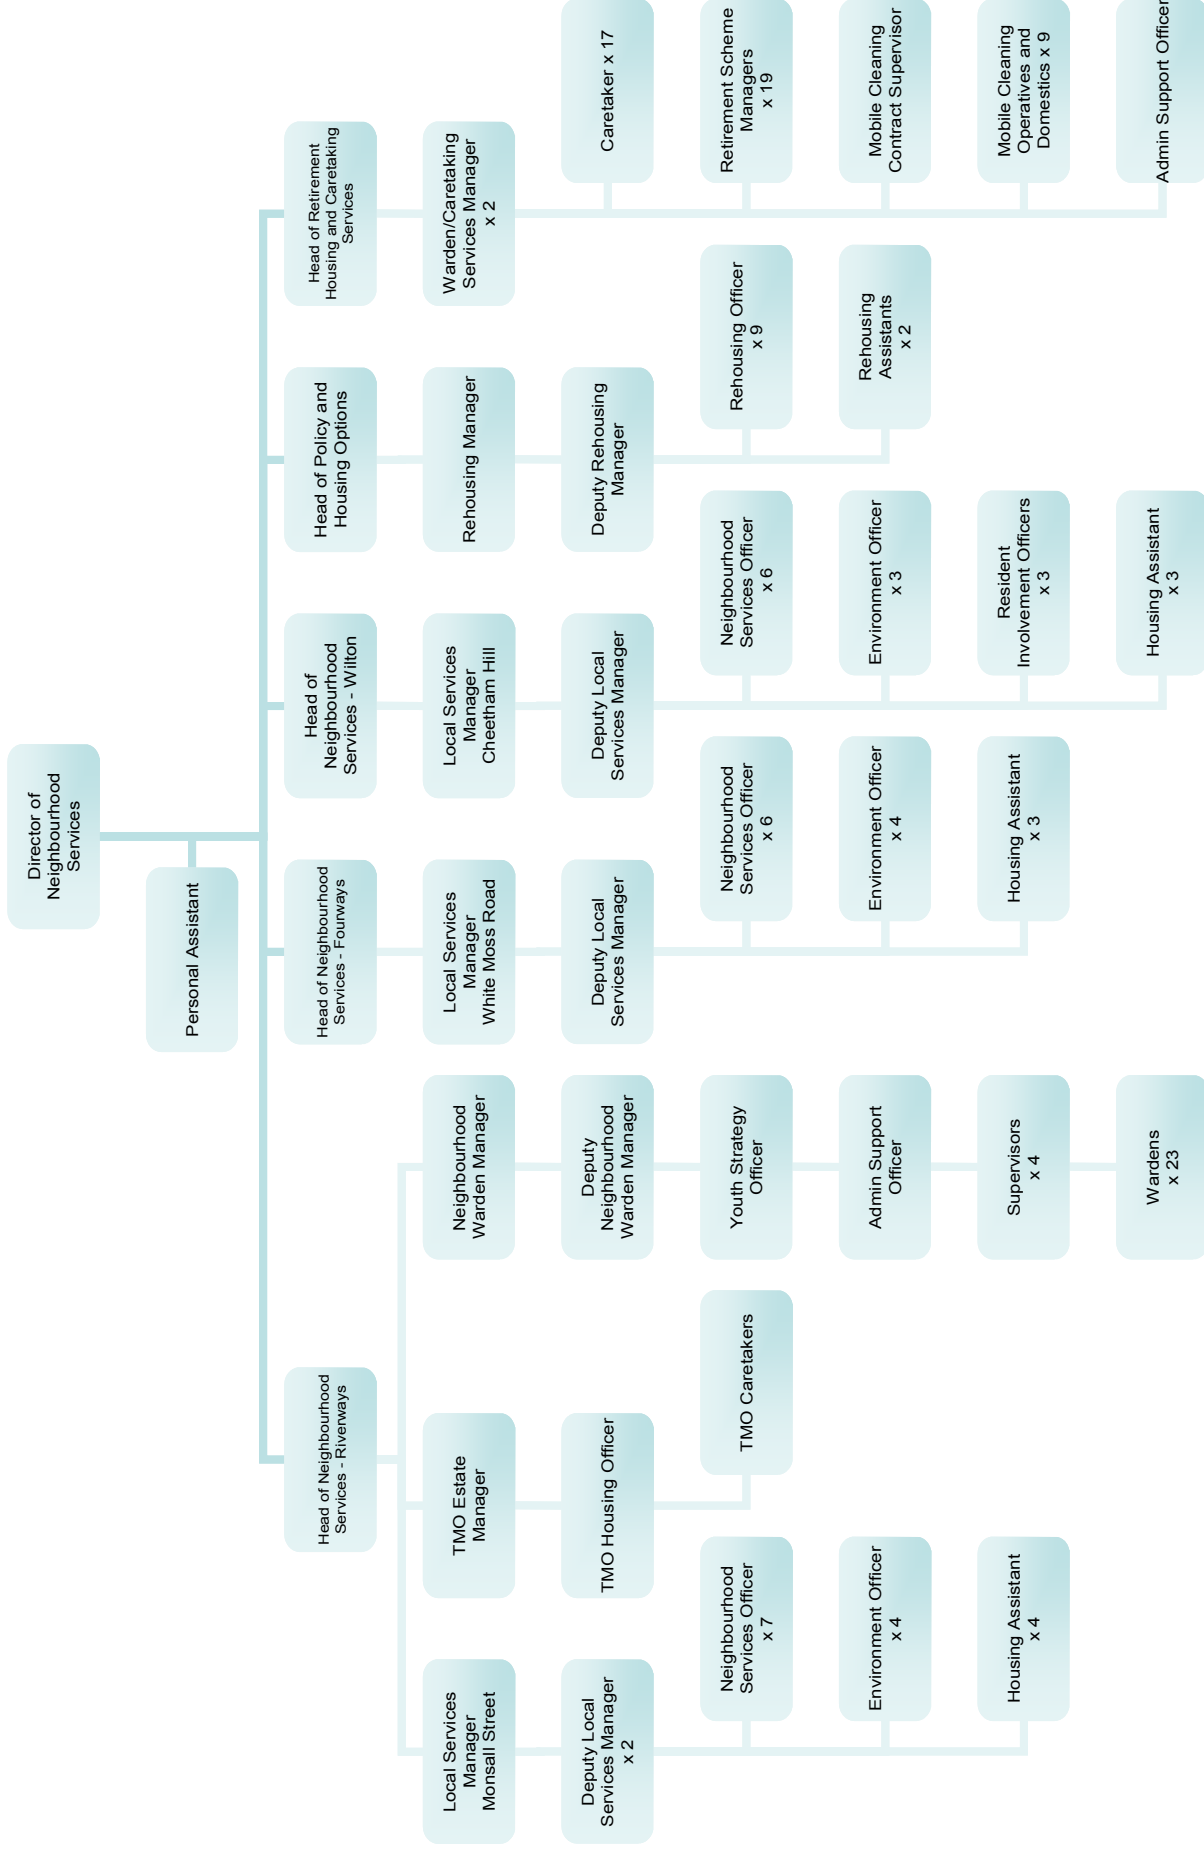 Director of
Neighbourhood
Services
Personal Assistant
Head of Neighbourhood
Services - Riverways
Head of Neighbourhood
Services - Fourways
Head of
Neighbourhood
Services - Wilton
Head of Policy and
Housing Options
Head of Retirement
Housing and Caretaking
Services
Local Services
Manager
Monsall Street
TMO Estate
Manager
Neighbourhood
Warden Manager
Local Services
Manager
White Moss Road
Local Services
Manager
Cheetham Hill
Rehousing Manager
Warden/Caretaking
Services Manager
x 2
Deputy Local
Services Manager
x 2
TMO Housing Officer
Deputy
Neighbourhood
Warden Manager
Deputy Local
Services Manager
Deputy Local
Services Manager
Deputy Rehousing
Manager
Caretaker x 17
Neighbourhood
Services Officer
x 7
TMO Caretakers
Youth Strategy
Officer
Neighbourhood
Services Officer
x 6
Neighbourhood
Services Officer
x 6
Rehousing Officer
x 9
Retirement Scheme
Managers
x 19
Environment Officer
x 4
Admin Support
Officer
Environment Officer
x 4
Environment Officer
x 3
Rehousing
Assistants
x 2
Mobile Cleaning
Contract Supervisor
Housing Assistant
x 4
Supervisors
x 4
Housing Assistant
x 3
Resident
Involvement Officers
x 3
Mobile Cleaning
Operatives and
Domestics x 9
Wardens
x 23
Housing Assistant
x 3
Admin Support Officer